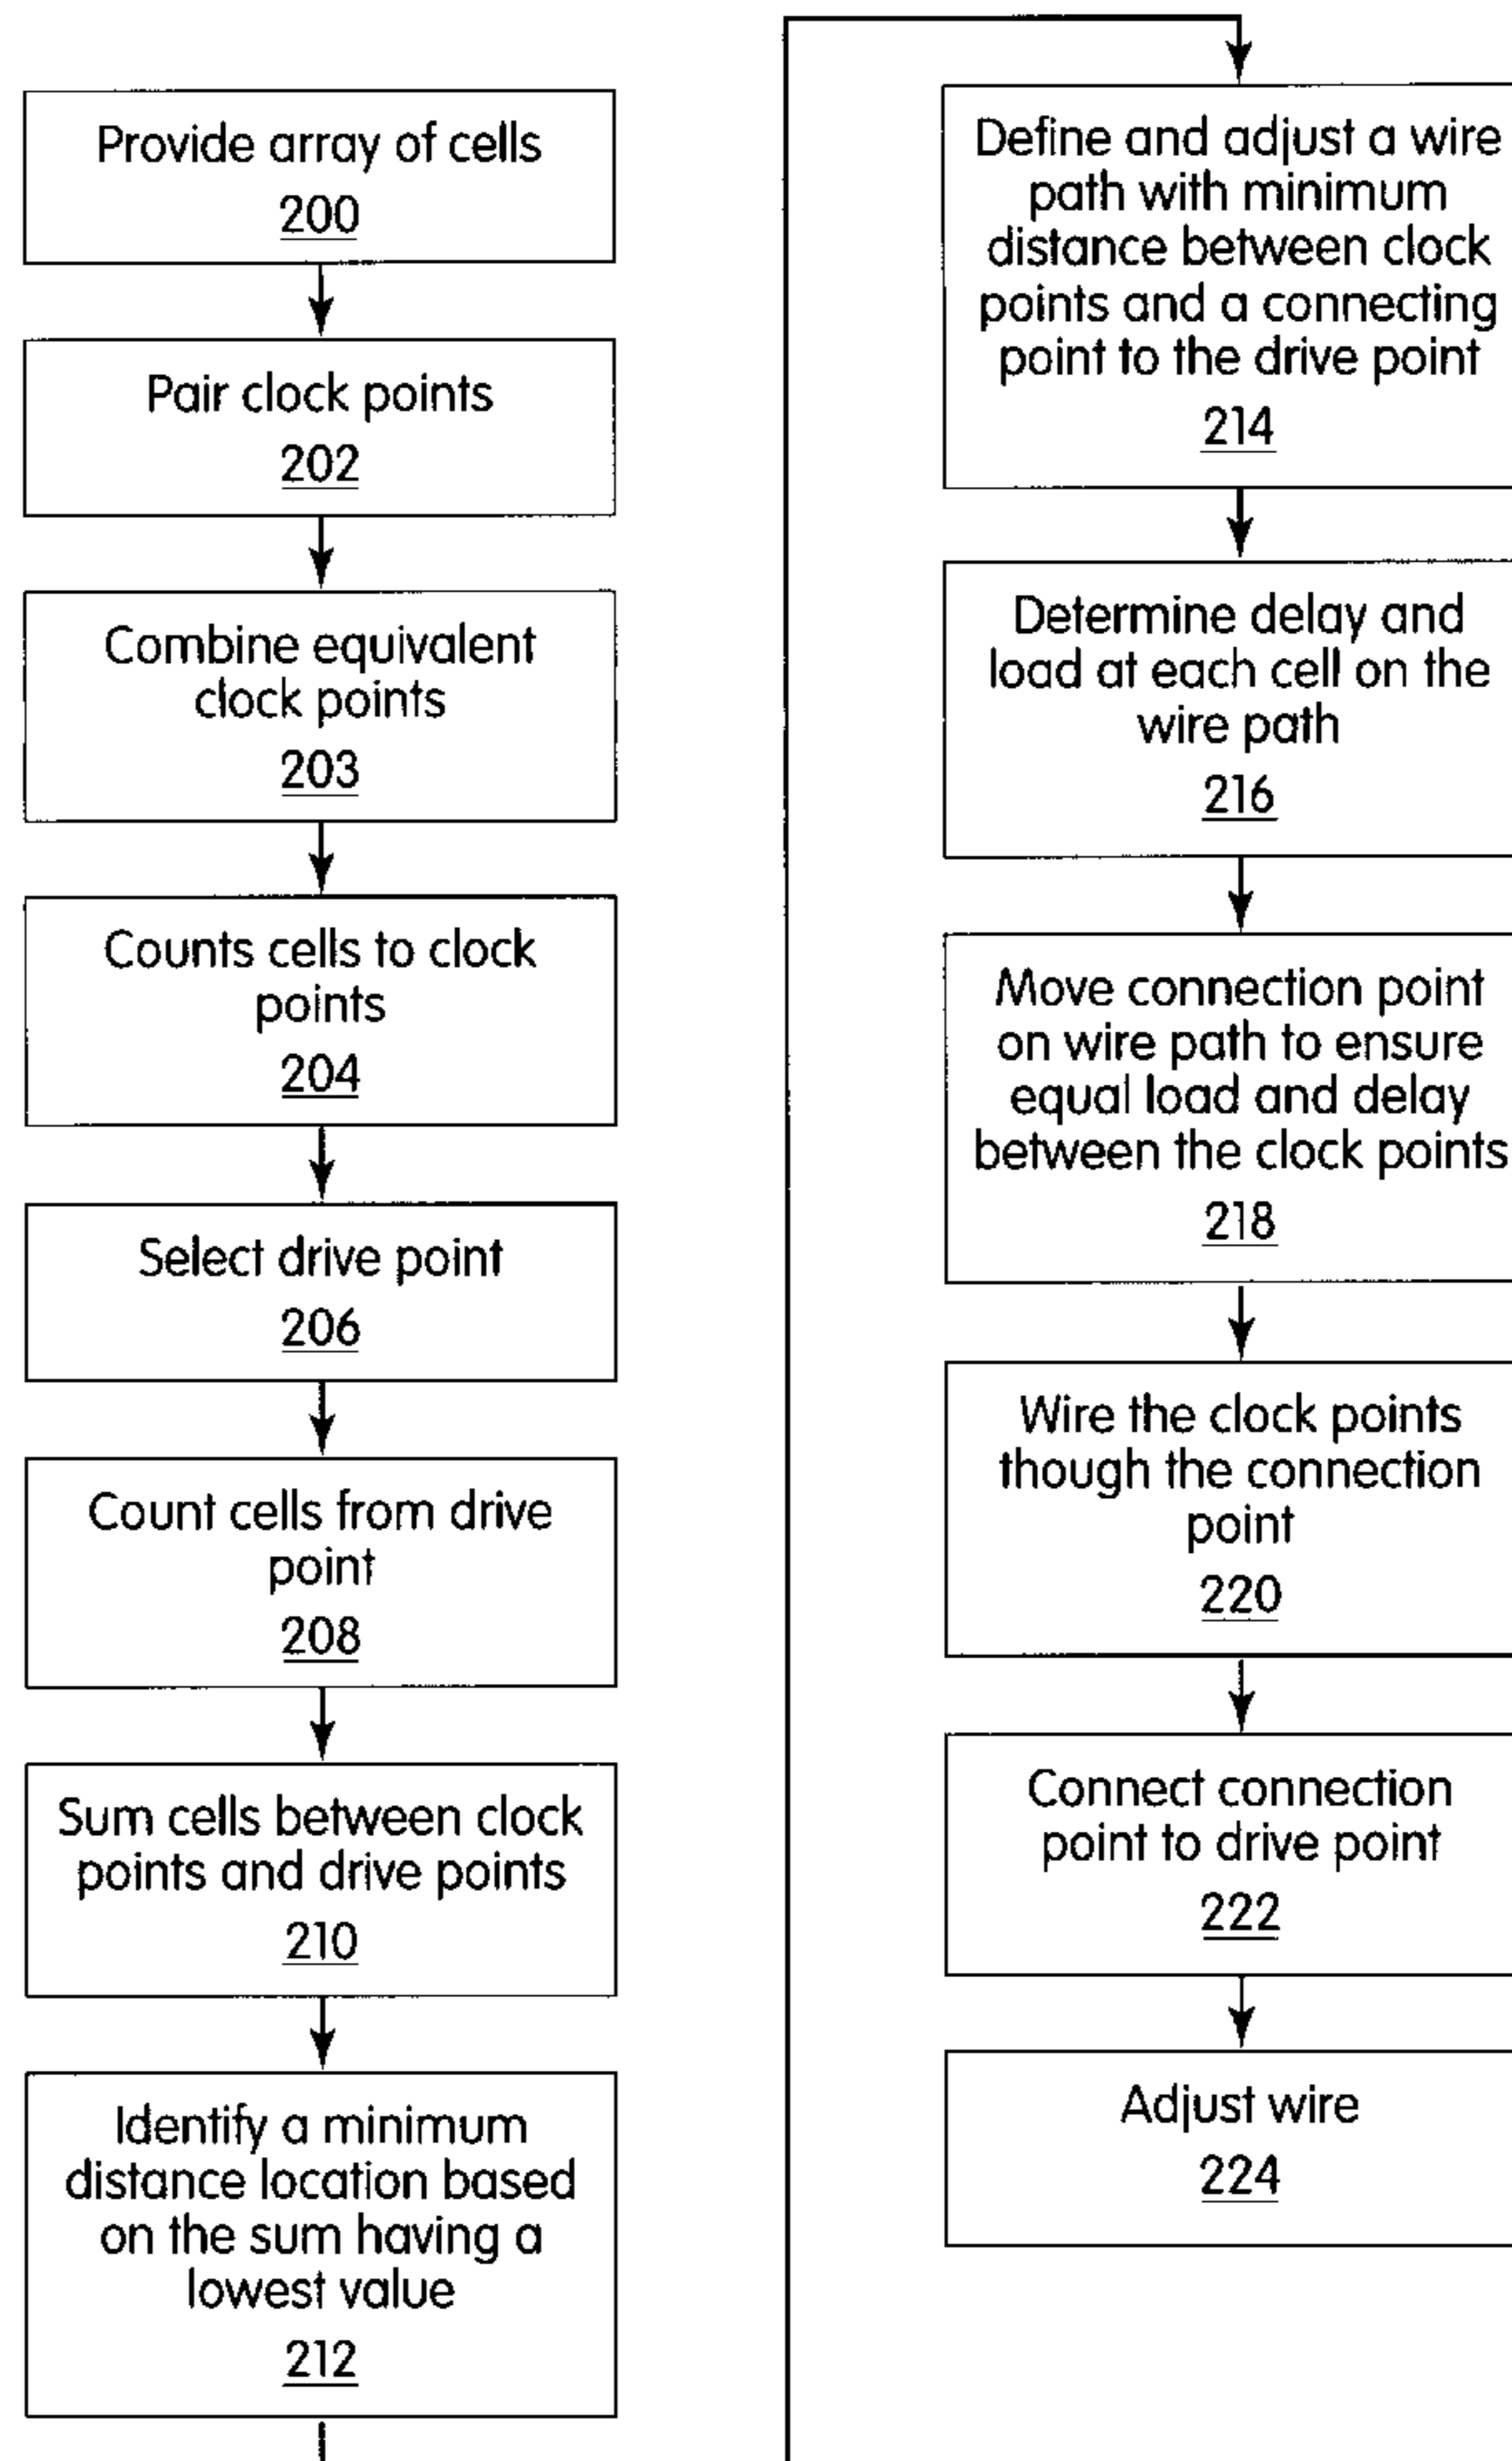 Provide array of cells
200
Pair clock points
202
Combine equivalent
clock points
203
Counts cells to clock
points
204
Select drive point
206
Count cells from drive
point
208
Sum cells between clock
points and drive points
210
Identify a minimum
distance location based
on the sum having a
lowest value
212
Define and adjust a wire
path with minimum
distance between clock
points and a connecting
point to the drive point
214
Determine delay and
load at each cell on the
wire path
216
Move connection point
on wire path to ensure
equal load and delay
between the clock points
218
Wire the clock points
though the connection
point
220
Connect connection
point to drive point
222
Adjust wire
224